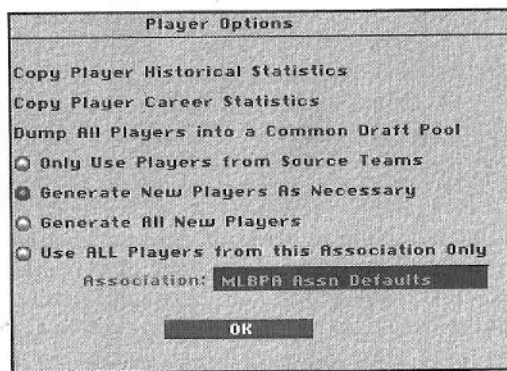 Player Options
Copy Player Historical Statistics
Copy Player Career Statistics
Dump All Players into a Common Draft Pool
Only Use Players from Source Teams
Generate New Players As Necessary
Generate All New Players
Use ALL Players from this Association Only
Association: MLBPA Assn Defaults
OK